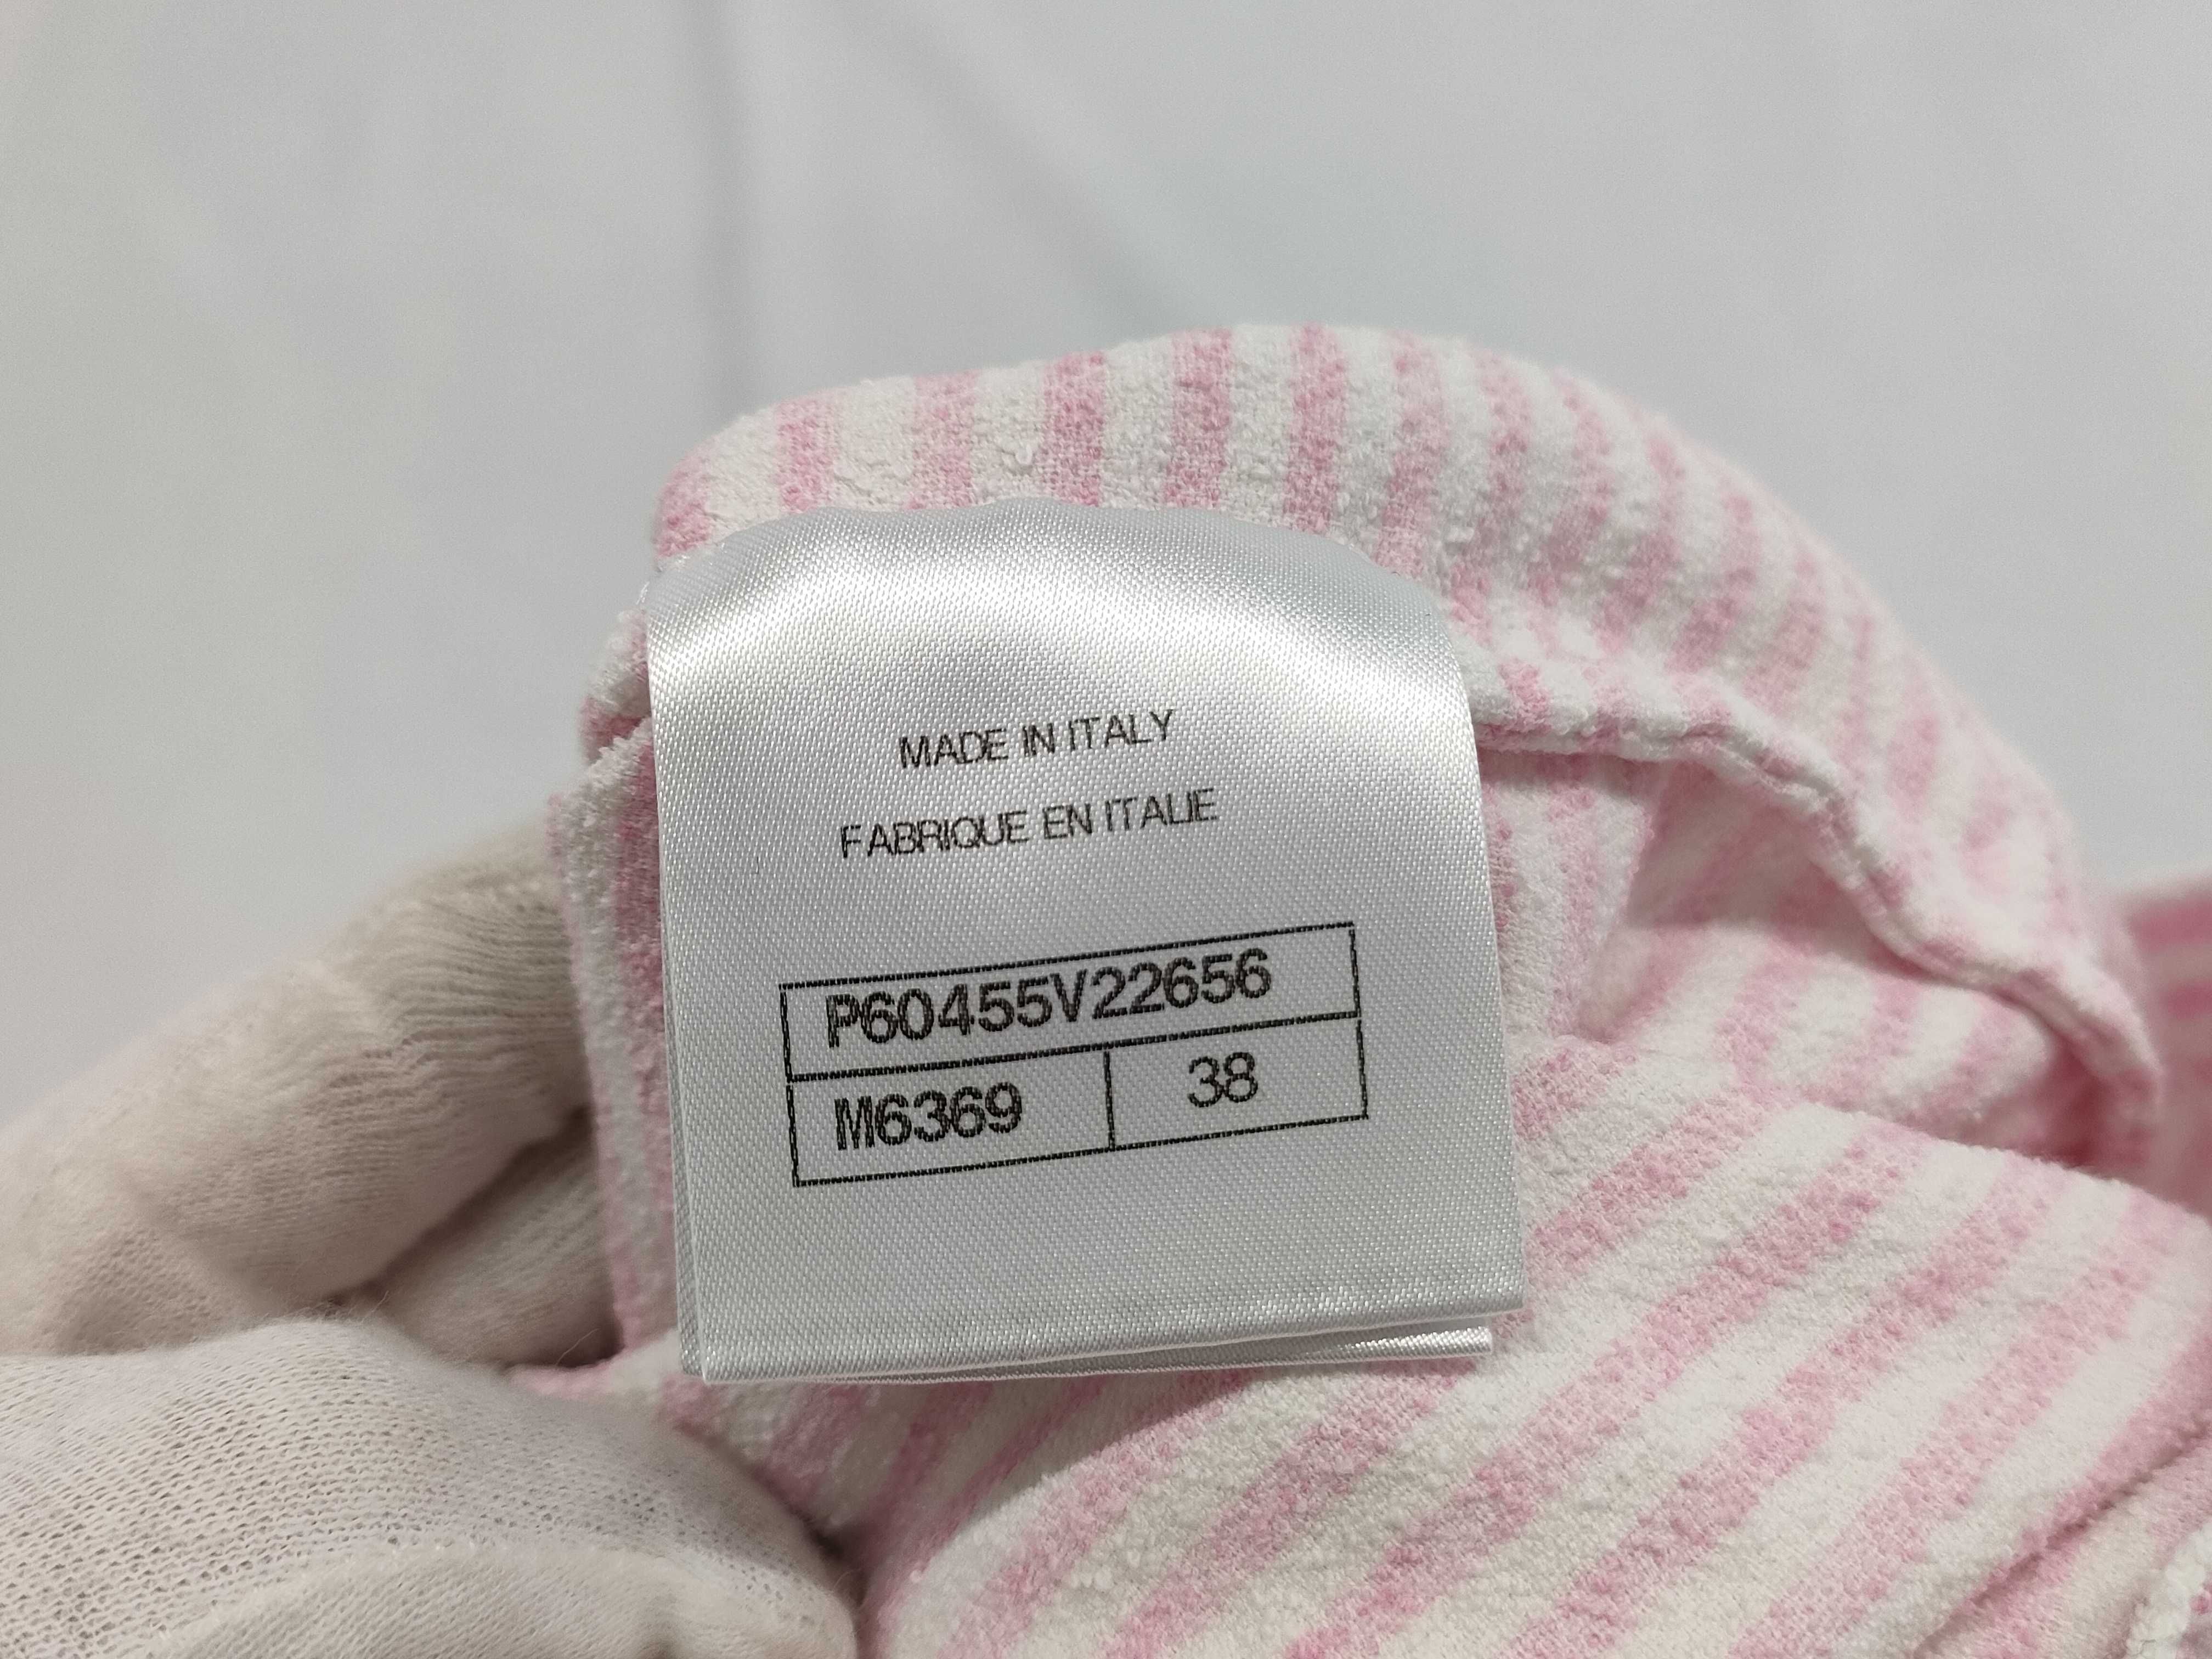 MADE IN ITALY
FABRIQUE EN ITALIE
P60455V22656
M6369 38